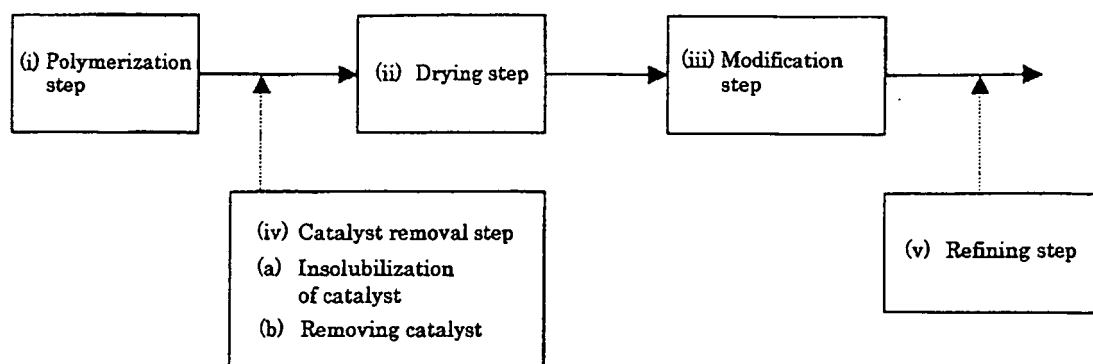 (i) Polymerization
step
(ii) Drying step
(iii) Modification
step
(iv) Catalyst removal step
(a) Insolubilization
of catalyst
(b) Removing catalyst
(v) Refining step